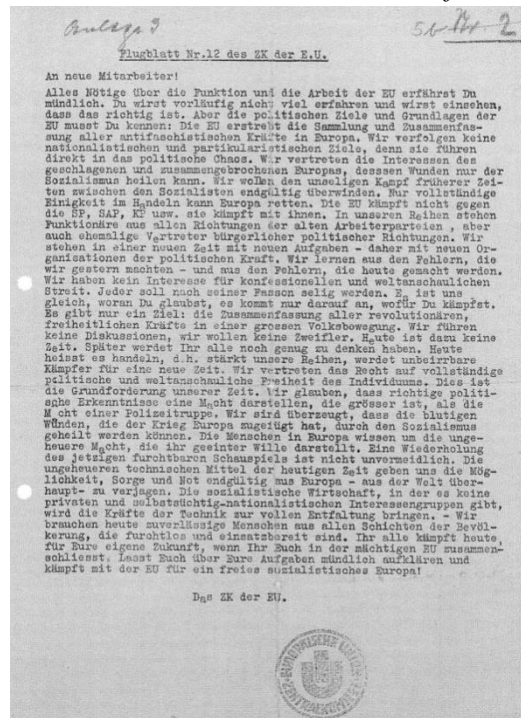 Anlage 3
5b Nr. 2
Flugblatt Nr.12 des ZK der E.U.
An neue Mitarbeiter!
Alles Nötige über die Funktion und die Arbeit der EU erfährst Du
mündlich. Du wirst vorläufig nicht viel erfahren und wirst einsehen,
dass das richtig ist. Aber die politischen Ziele und Grundlagen der
EU musst Du kennen: Die EU erstrebt die Sammlung und Zusammenfas-
sung aller antifaschistischen Kräfte in Europa. Wir verfolgen keine
nationalistischen und partikularistischen Ziele, denn sie führen
direkt in das politische Chaos. Wir vertreten die Interessen des
geschlagenen und zusammengebrochenen Europas, desssen Wunden nur der
Sozialismus heilen kann. Wir wollen den unseligen Kampf früherer Zei-
ten zwischen den Sozialisten endgültig überwinden. Nur vollständige
Einigkeit im Handeln kann Europa retten. Die EU kämpft nicht gegen
die SP, SAP, KP usw. sie kämpft mit ihnen. In unseren Reihen stehen
Funktionäre aus allen Richtungen der alten Arbeiterparteien , aber
auch ehemalige Vertreter bürgerlicher politischer Richtungen. Wir
stehen in einer neuen Zeit mit neuen Aufgaben - daher mit neuen Or-
ganisationen der politischen Kraft. Wir lernen aus den Fehlern, die
wir gestern machten - und aus den Fehlern, die heute gemacht werden.
Wir haben kein Interesse für konfessionellen und weltanschaulichen
Streit. Jeder soll nach seiner Fasson selig werden. Es ist uns
gleich, woran Du glaubst, es kommt nur darauf an, wofür Du kämpfst.
Es gibt nur ein Ziel: die Zusammenfassung aller revolutionären,
freiheitlichen Kräfte in einer grossen Volksbewegung. Wir führen
keine Diskussionen, wir wollen keine Zweifler. Heute ist dazu keine
Zeit. Später werdet Ihr alle noch genug zu denken haben. Heute
heisst es handeln, d.h. stärkt unsere Reihen, werdet unbeirrbare
Kämpfer für eine neue Zeit. Wir vertreten das Recht auf vollständige
politische und weltanschauliche Freiheit des Individuums. Dies ist
die Grundforderung unserer Zeit. Wir glauben, dass richtige politi-
sche Erkenntnisse eine Macht darstellen, die grösser ist, als die
Macht einer Polizeitruppe. Wir sind überzeugt, dass die blutigen
Wunden, die der Krieg Europa zugefügt hat, durch den Sozialismus
geheilt werden können. Die Menschen in Europa wissen um die unge-
heuere Macht, die ihr geeinter Wille darstellt. Eine Wiederholung
des jetzigen furchtbaren Schauspiels ist nicht unvermeidlich. Die
ungeheuren technischen Mittel der heutigen Zeit geben uns die Mög-
lichkeit, Sorge und Not endgültig aus Europa - aus der Welt über-
haupt- zu verjagen. Die sozialistische Wirtschaft, in der es keine
privaten und selbstsüchtig-nationalistischen Interessengruppen gibt,
wird die Kräfte der Technik zur vollen Entfaltung bringen. - Wir
brauchen heute zuverlässige Menschen aus allen Schichten der Bevöl-
kerung, die furchtlos und einsatzbereit sind. Ihr alle kämpft heute
für Eure eigene Zukunft, wenn Ihr Euch in der mächtigen EU zusammen-
schliesst. Lasst Euch über Eure Aufgaben mündlich aufklären und
kämpft mit der EU für ein freies sozialistisches Europa!
Das ZK der EU.
EUROPÄISCHE UNION
ZENTRALKOMITEE